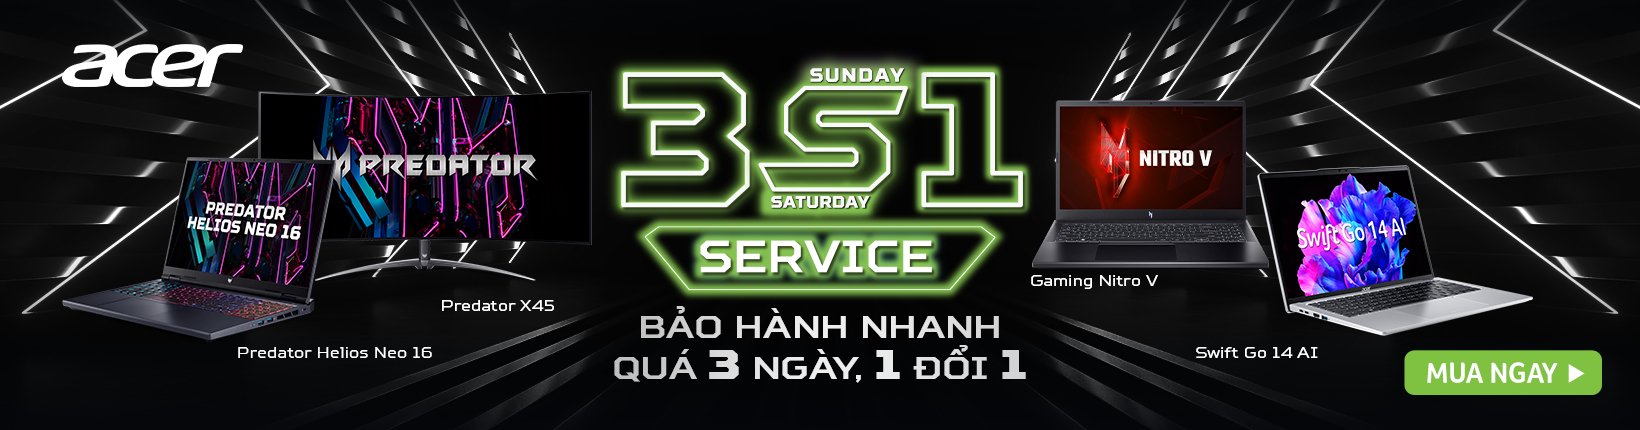 acer
PREDATOR
PREDATOR
HELIOS NEO 16
Predator X45
Predator Helios Neo 16
SUNDAY
3S1
SATURDAY
SERVICE
BẢO HÀNH NHANH
QUÁ 3 NGÀY, 1 ĐỔI 1
NITRO V
Gaming Nitro V
Swift Go 14 AI
Swift Go 14 AI
MUA NGAY